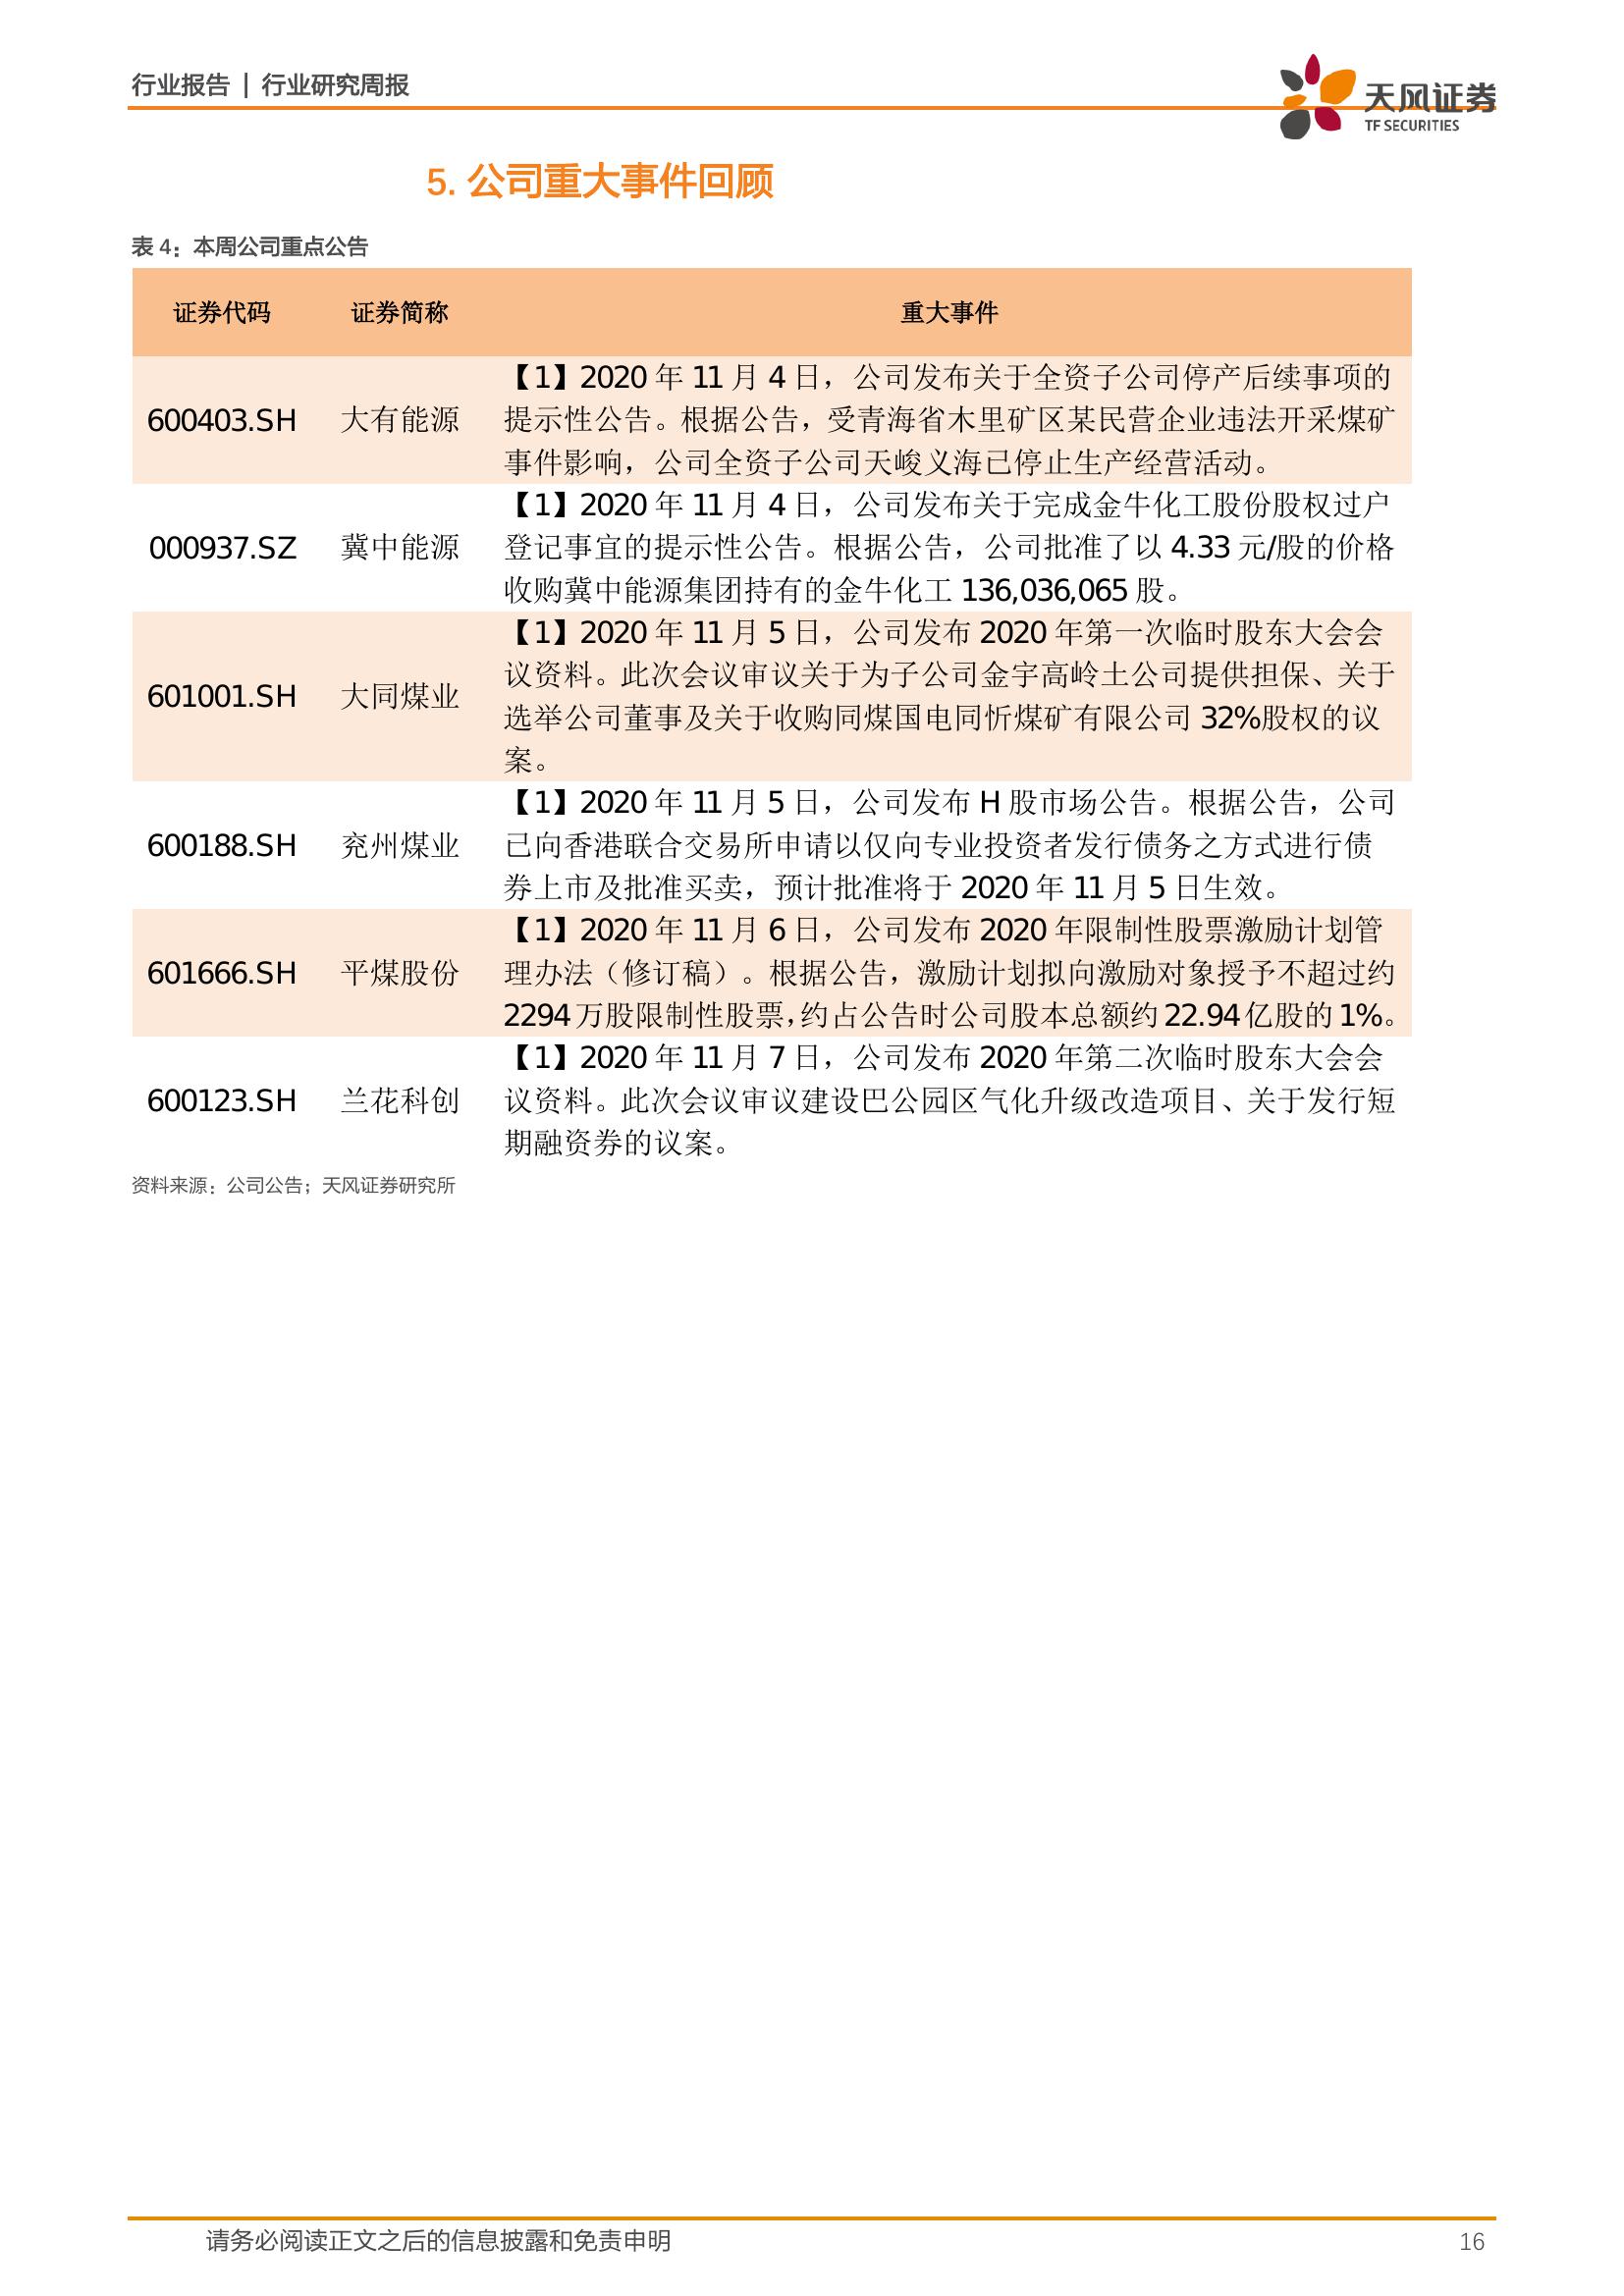 行业报告 | 行业研究周报
天风证券
TF SECURITIES
5. 公司重大事件回顾
表 4：本周公司重点公告
证券代码 证券简称 重大事件
600403.SH 大有能源
【1】2020 年 11 月 4 日，公司发布关于全资子公司停产后续事项的
提示性公告。根据公告，受青海省木里矿区某民营企业违法开采煤矿
事件影响，公司全资子公司天峻义海已停止生产经营活动。
000937.SZ 冀中能源
【1】2020 年 11 月 4 日，公司发布关于完成金牛化工股份股权过户
登记事宜的提示性公告。根据公告，公司批准了以 4.33 元/股的价格
收购冀中能源集团持有的金牛化工 136,036,065 股。
601001.SH 大同煤业
【1】2020 年 11 月 5 日，公司发布 2020 年第一次临时股东大会会
议资料。此次会议审议关于为子公司金宇高岭土公司提供担保、关于
选举公司董事及关于收购同煤国电同忻煤矿有限公司 32%股权的议
案。
600188.SH 兖州煤业
【1】2020 年 11 月 5 日，公司发布 H 股市场公告。根据公告，公司
已向香港联合交易所申请以仅向专业投资者发行债务之方式进行债
券上市及批准买卖，预计批准将于 2020 年 11 月 5 日生效。
601666.SH 平煤股份
【1】2020 年 11 月 6 日，公司发布 2020 年限制性股票激励计划管
理办法（修订稿）。根据公告，激励计划拟向激励对象授予不超过约
2294 万股限制性股票，约占公告时公司股本总额约 22.94 亿股的 1%。
600123.SH 兰花科创
【1】2020 年 11 月 7 日，公司发布 2020 年第二次临时股东大会会
议资料。此次会议审议建设巴公园区气化升级改造项目、关于发行短
期融资券的议案。
资料来源：公司公告；天风证券研究所
请务必阅读正文之后的信息披露和免责申明 16